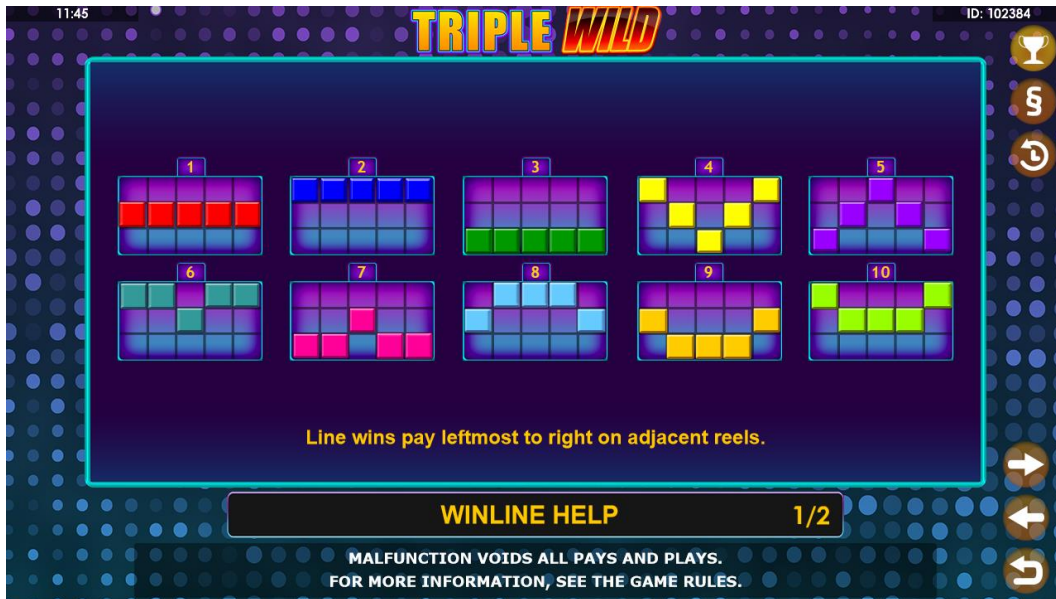 11:45
TRIPLE WILD
ID: 102384
§
1
2
3
4
5
6
7
8
9
10
Line wins pay leftmost to right on adjacent reels.
WINLINE HELP
1/2
MALFUNCTION VOIDS ALL PAYS AND PLAYS.
FOR MORE INFORMATION, SEE THE GAME RULES.